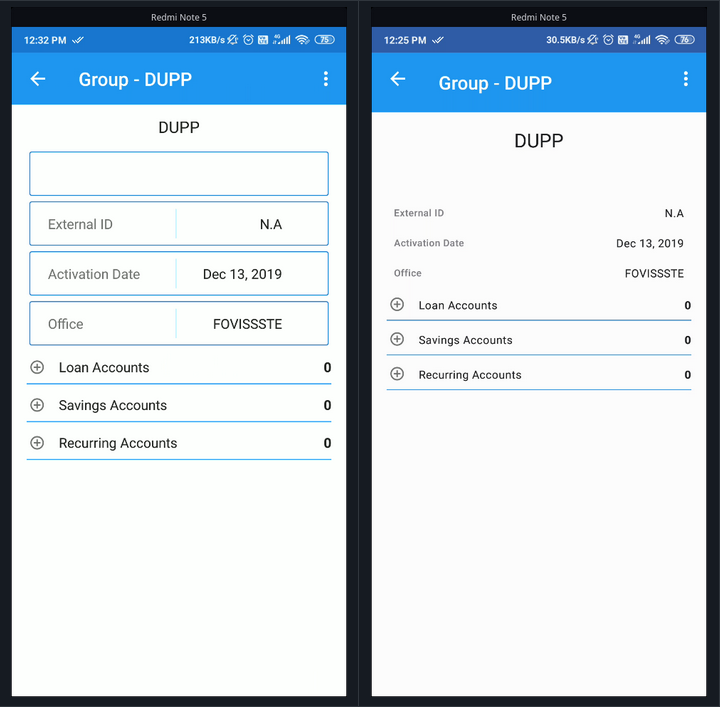 Redmi Note 5
12:32 PM 213KB/s 4G 75
Group - DUPP
DUPP
External ID N.A
Activation Date Dec 13, 2019
Office FOVISSSTE
Loan Accounts 0
Savings Accounts 0
Recurring Accounts 0
Redmi Note 5
12:25 PM 30.5KB/s 4G 76
Group - DUPP
DUPP
External ID N.A
Activation Date Dec 13, 2019
Office FOVISSSTE
Loan Accounts 0
Savings Accounts 0
Recurring Accounts 0